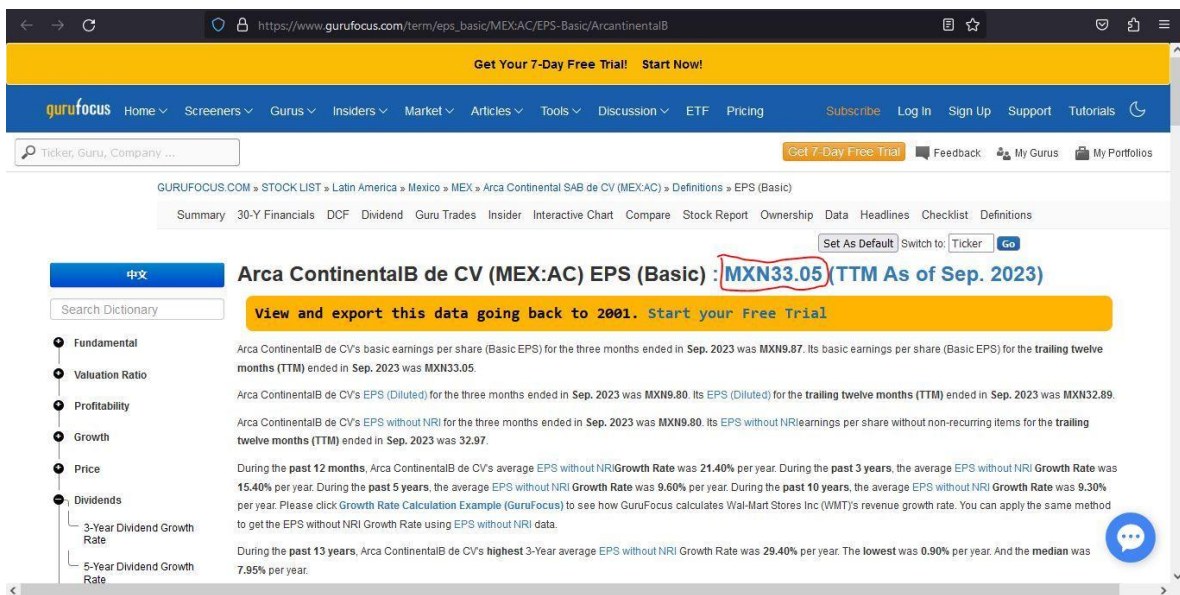 https://www.gurufocus.com/term/eps_basic/MEX:AC/EPS-Basic/ArcantinentalB
Get Your 7-Day Free Trial! Start Now!
gurufocus Home Screeners Gurus Insiders Market Articles Tools Discussion ETF Pricing Subscribe Log In Sign Up Support Tutorials
Ticker, Guru, Company ... Get 7-Day Free Trial Feedback My Gurus My Portfolios
GURUFOCUS.COM » STOCK LIST » Latin America » Mexico » MEX » Arca Continental SAB de CV (MEX:AC) » Definitions » EPS (Basic)
Summary 30-Y Financials DCF Dividend Guru Trades Insider Interactive Chart Compare Stock Report Ownership Data Headlines Checklist Definitions
Set As Default Switch to: Ticker Go
中文
Search Dictionary
Fundamental
Valuation Ratio
Profitability
Growth
Price
Dividends
3-Year Dividend Growth
Rate
5-Year Dividend Growth
Rate
Arca ContinentalB de CV (MEX:AC) EPS (Basic) : MXN33.05 (TTM As of Sep. 2023)
View and export this data going back to 2001. Start your Free Trial
Arca ContinentalB de CV's basic earnings per share (Basic EPS) for the three months ended in Sep. 2023 was MXN9.87. Its basic earnings per share (Basic EPS) for the trailing twelve
months (TTM) ended in Sep. 2023 was MXN33.05.
Arca ContinentalB de CV's EPS (Diluted) for the three months ended in Sep. 2023 was MXN9.80. Its EPS (Diluted) for the trailing twelve months (TTM) ended in Sep. 2023 was MXN32.89.
Arca ContinentalB de CV's EPS without NRI for the three months ended in Sep. 2023 was MXN9.80. Its EPS without NRIearnings per share without non-recurring items for the trailing
twelve months (TTM) ended in Sep. 2023 was 32.97.
During the past 12 months, Arca ContinentalB de CV's average EPS without NRIGrowth Rate was 21.40% per year. During the past 3 years, the average EPS without NRI Growth Rate was
15.40% per year. During the past 5 years, the average EPS without NRI Growth Rate was 9.60% per year. During the past 10 years, the average EPS without NRI Growth Rate was 9.30%
per year. Please click Growth Rate Calculation Example (GuruFocus) to see how GuruFocus calculates Wal-Mart Stores Inc (WMT)'s revenue growth rate. You can apply the same method
to get the EPS without NRI Growth Rate using EPS without NRI data.
During the past 13 years, Arca ContinentalB de CV's highest 3-Year average EPS without NRI Growth Rate was 29.40% per year. The lowest was 0.90% per year. And the median was
7.95% per year.